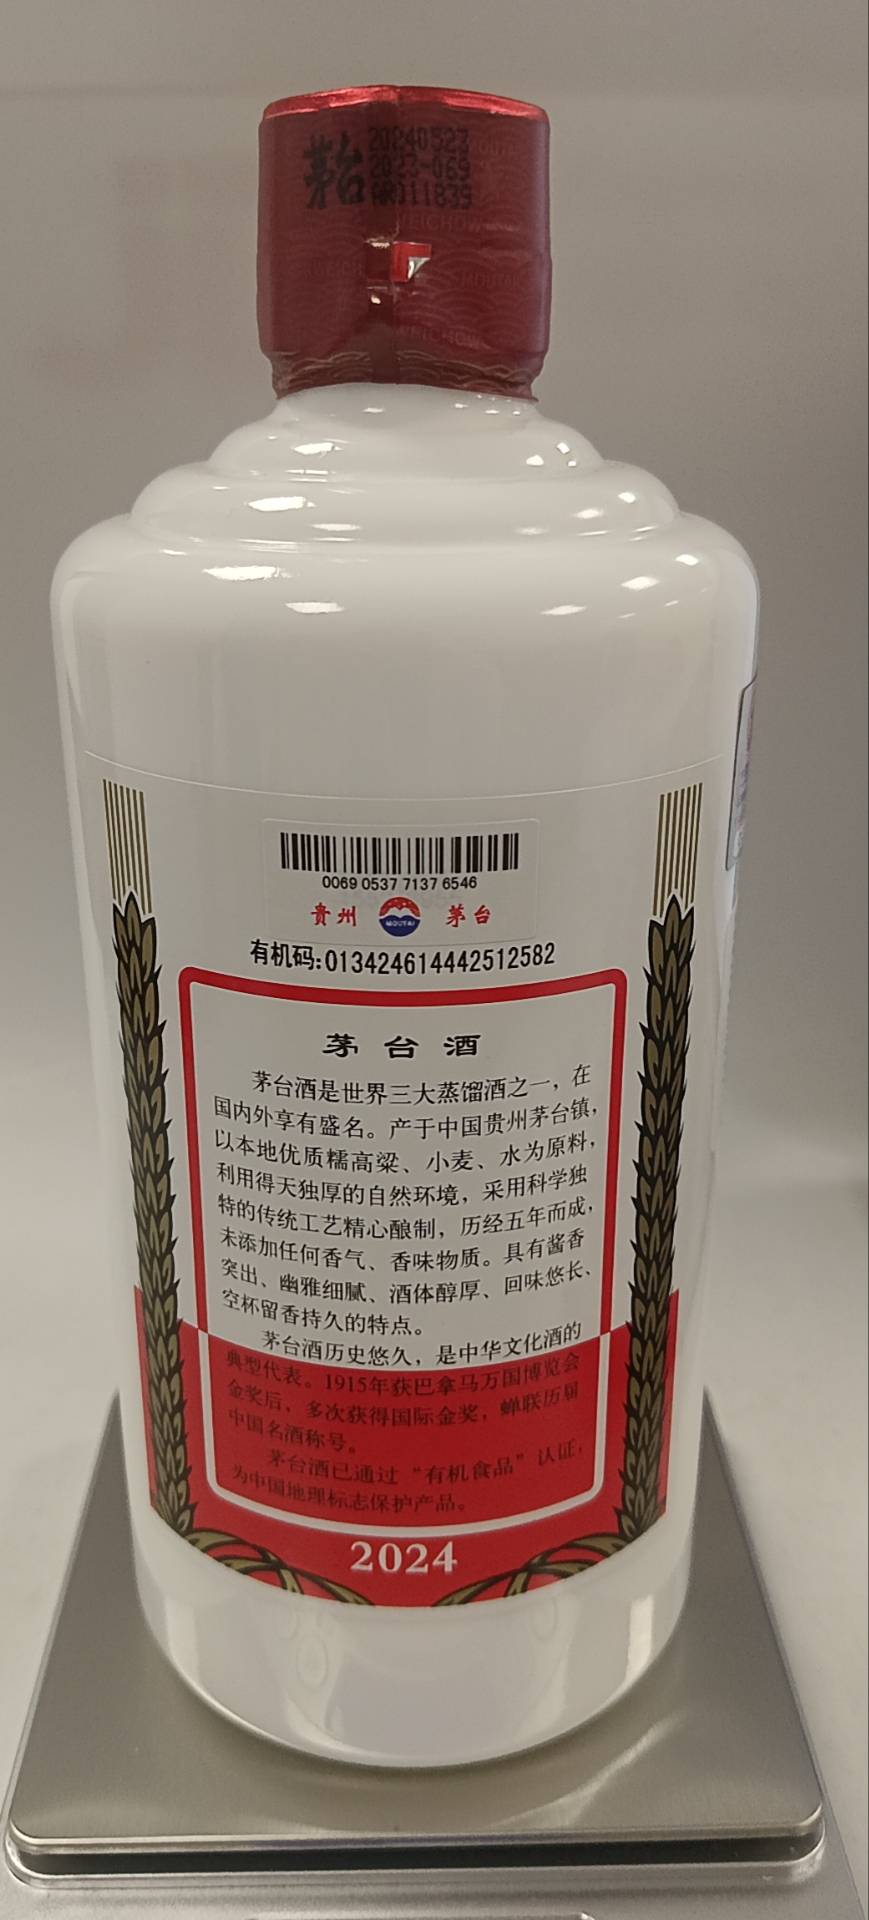 茅台
20240523
2023-069
AR011839
0069 0537 7137 6546
贵州 MOUTAI 茅台
有机码:013424614442512582
茅台酒
茅台酒是世界三大蒸馏酒之一，在
国内外享有盛名。产于中国贵州茅台镇，
以本地优质糯高粱、小麦、水为原料，
利用得天独厚的自然环境，采用科学独
特的传统工艺精心酿制，历经五年而成，
未添加任何香气、香味物质。具有酱香
突出、幽雅细腻、酒体醇厚、回味悠长、
空杯留香持久的特点。
茅台酒历史悠久，是中华文化酒的
典型代表。1915年获巴拿马万国博览会
金奖后，多次获得国际金奖，蝉联历届
中国名酒称号。
茅台酒已通过“有机食品”认证，
为中国地理标志保护产品。
2024